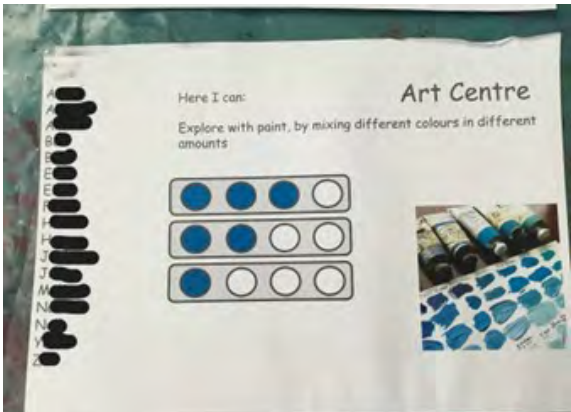 Art Centre
Here I can:
Explore with paint, by mixing different colours in different
amounts
A
A
A
B
B
E
E
F
H
H
J
J
M
N
N
Y
Z